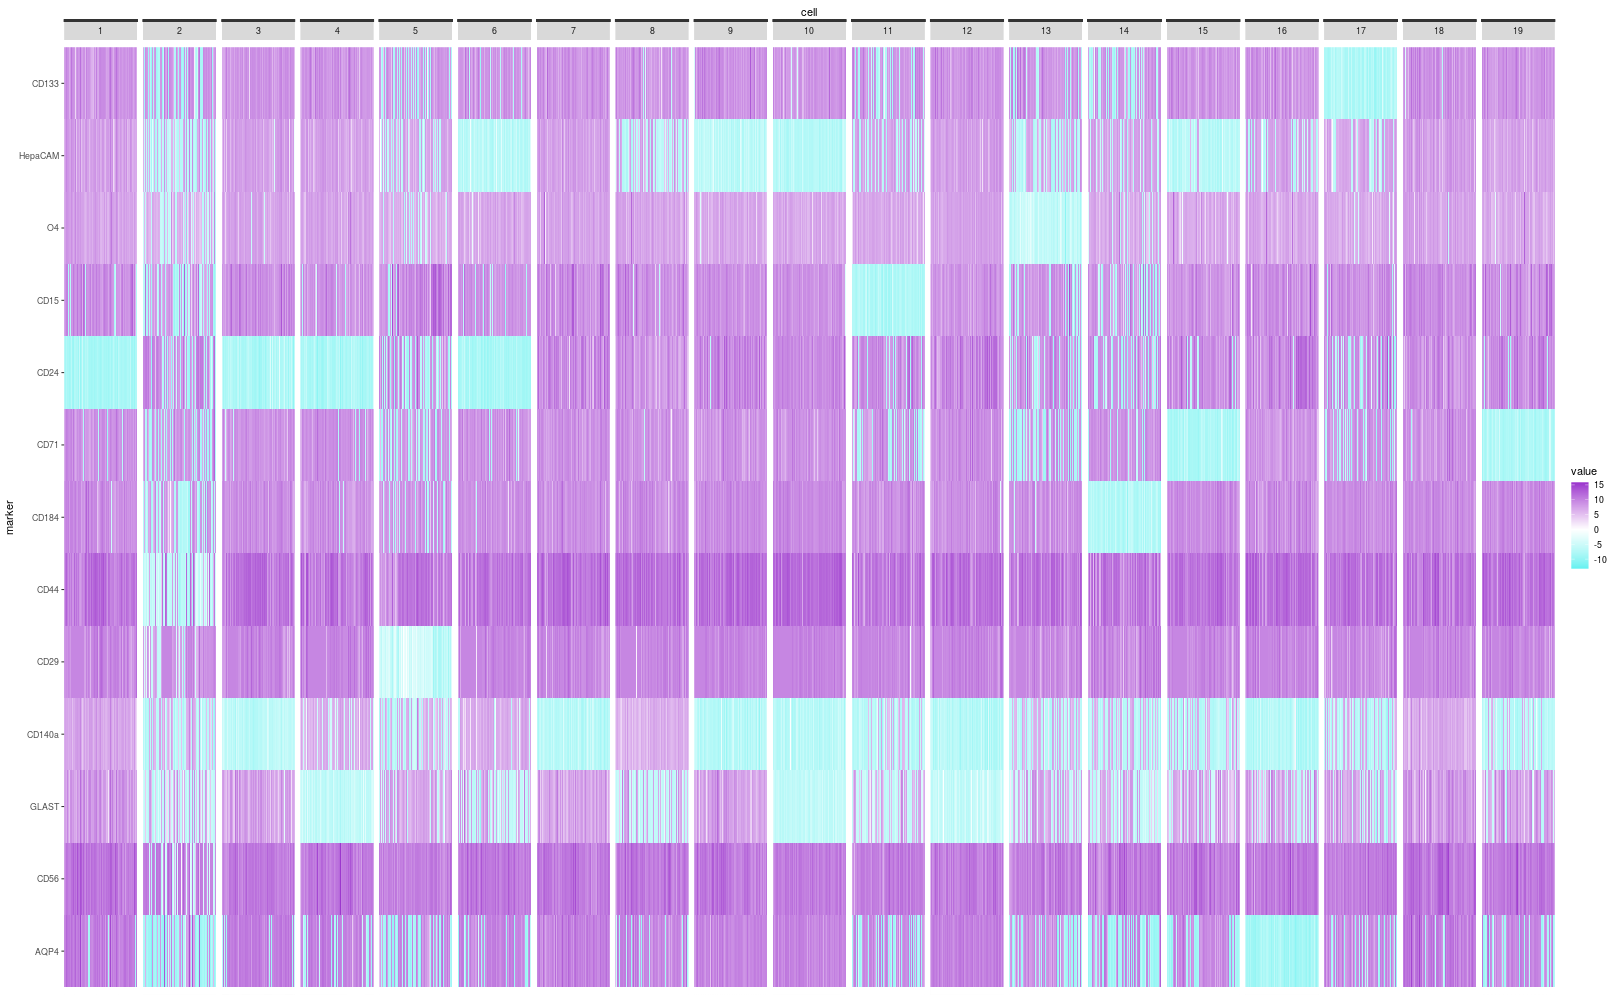 cell
1 2 3 4 5 6 7 8 9 10 11 12 13 14 15 16 17 18 19
CD133
HepaCAM
O4
CD15
CD24
CD71
CD184
CD44
CD29
CD140a
GLAST
CD56
AQP4
marker
value
15
10
5
0
-5
-10